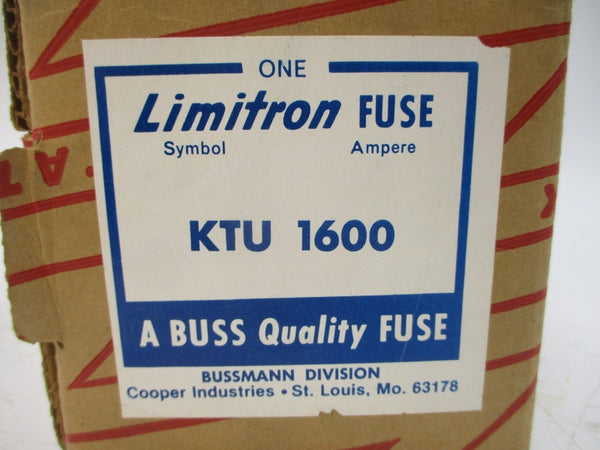 ONE
Limitron FUSE
Symbol Ampere
KTU 1600
A BUSS Quality FUSE
BUSSMANN DIVISION
Cooper Industries • St. Louis, Mo. 63178